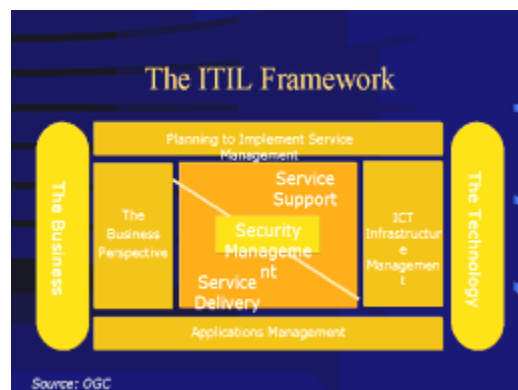 The ITIL Framework
Planning to Implement Service
Management
The Business
The
Business
Perspective
Service
Support
Security
Manageme
nt
Service
Delivery
ICT
Infrastructur
e
Managemen
t
The Technology
Applications Management
Source: OGC